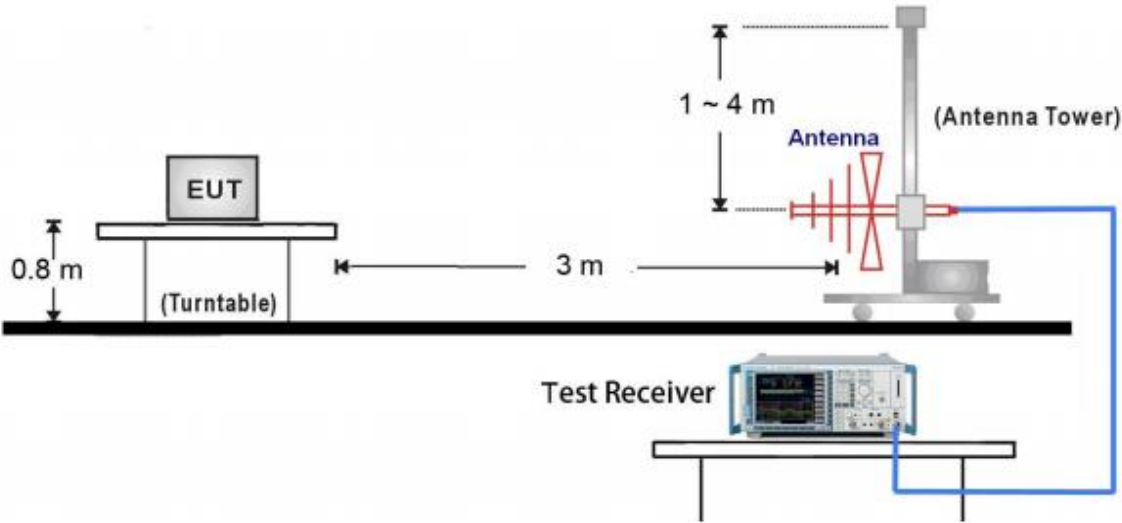 1 ~ 4 m
(Antenna Tower)
Antenna
EUT
0.8 m
3 m
(Turntable)
Test Receiver